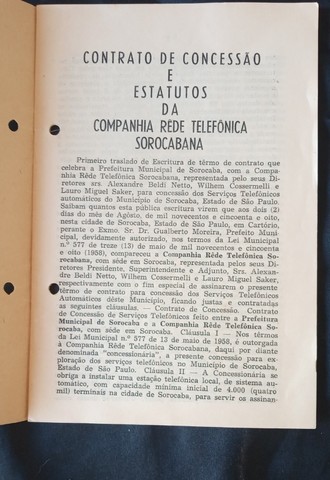 CONTRATO DE CONCESSÃO
E
ESTATUTOS
DA
COMPANHIA RÊDE TELEFÔNICA
SOROCABANA
Primeiro traslado de Escritura de têrmo de contrato que
celebra a Prefeitura Municipal de Sorocaba, com a Compa-
nhia Rêde Telefônica Sorocabana, representada pelo seus Di-
retores srs. Alexandre Beldi Netto, Wilhem Cossermelli e
Lauro Miguel Saker, para concessão dos Serviços Telefônicos
automáticos do Município de Sorocaba, Estado de São Paulo.
Saibam quantos esta pública escritura virem que aos dois (2)
dias do mês de Agôsto, de mil novecentos e cincoenta e oito,
nesta cidade de Sorocaba, Estado de São Paulo, em Cartório,
perante o Exmo. Sr. Dr. Gualberto Moreira, Prefeito Muni-
cipal, devidamente autorizado, nos termos da Lei Municipal
n.º 577 de treze (13) de maio de mil novecentos e cincoenta
e oito (1958), compareceu a Companhia Rêde Telefônica So-
rocabana, com séde em Sorocaba, representada pelos seus Di-
retores Presidente, Superintendente e Adjunto, Srs. Alexan-
dre Beldi Netto, Wilhem Cossermelli e Lauro Miguel Saker,
respectivamente com o fim especial de assinarem o presente
têrmo de contrato para concessão dos Serviços Telefônicos
Automáticos dêste Municipio, ficando justas e contratadas
as seguintes cláusulas. — Contrato de Concessão. Contrato
de Concessão de Serviços Telefônico feito entre a Prefeitura
Municipal de Sorocaba e a Companhia Rêde Telefônica So-
rocaba, com séde em Sorocaba. Cláusula I — Nos têrmos
da Lei Municipal n.º 577 de 13 de maio de 1958, é outorgada
à Companhia Rêde Telefônica Sorocabana, daqui por diante
denominada "concessionária", a presente concessão para ex-
ploração dos serviços telefônicos no Município de Sorocaba,
Estado de São Paulo. Cláusula II — A Concessionária se
obriga a instalar uma estação telefônica local, de sistema au-
tomático, com capacidade mínima inicial de 4.000 (quatro
mil) terminais na cidade de Sorocaba, para servir os assinan-